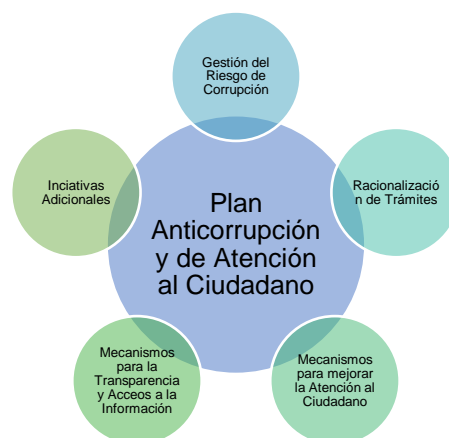 Gestión del
Riesgo de
Corrupción
Inciativas
Adicionales
Racionalizació
n de Trámites
Plan
Anticorrupción
y de Atención
al Ciudadano
Mecanismos
para la
Transparencia
y Acceos a la
Información
Mecanismos
para mejorar
la Atención al
Ciudadano